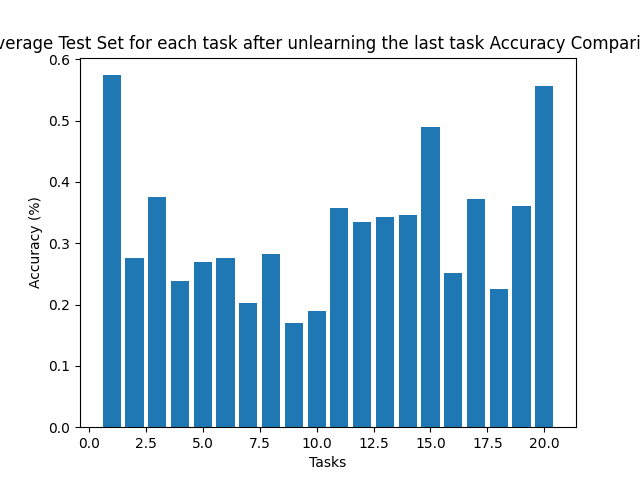 verage Test Set for each task after unlearning the last task Accuracy Compari
0.6
0.5
0.4
0.3
0.2
0.1
0.0
Accuracy (%)
0.0 2.5 5.0 7.5 10.0 12.5 15.0 17.5 20.0
Tasks